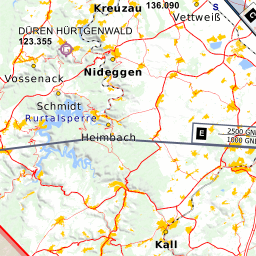 136.090
Kreuzau
S
Vettweiß
DÜREN HÜRTGENWALD
123.355
Nideggen
Vossenack
Schmidt
Rurtalsperre
Heimbach
E
2500 GND
1000 GND
Kall